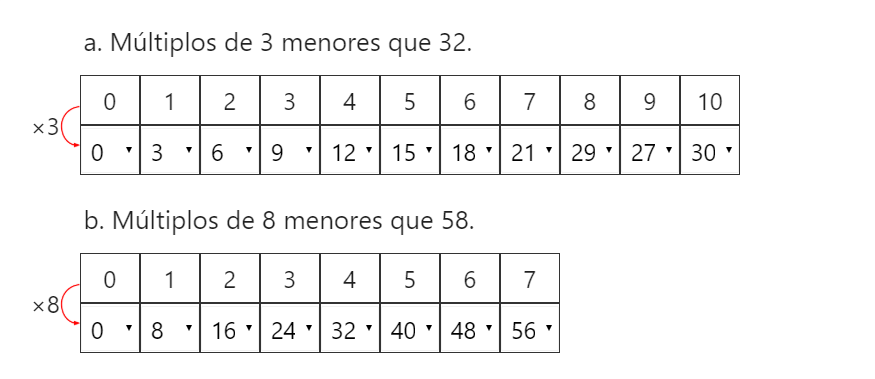 a. Múltiplos de 3 menores que 32.
0 1 2 3 4 5 6 7 8 9 10
×3
0 3 6 9 12 15 18 21 29 27 30
b. Múltiplos de 8 menores que 58.
0 1 2 3 4 5 6 7
×8
0 8 16 24 32 40 48 56